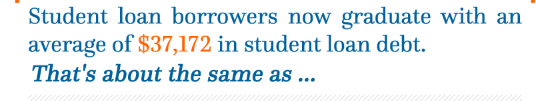 Student loan borrowers now graduate with an
average of $37,172 in student loan debt.
That's about the same as ...